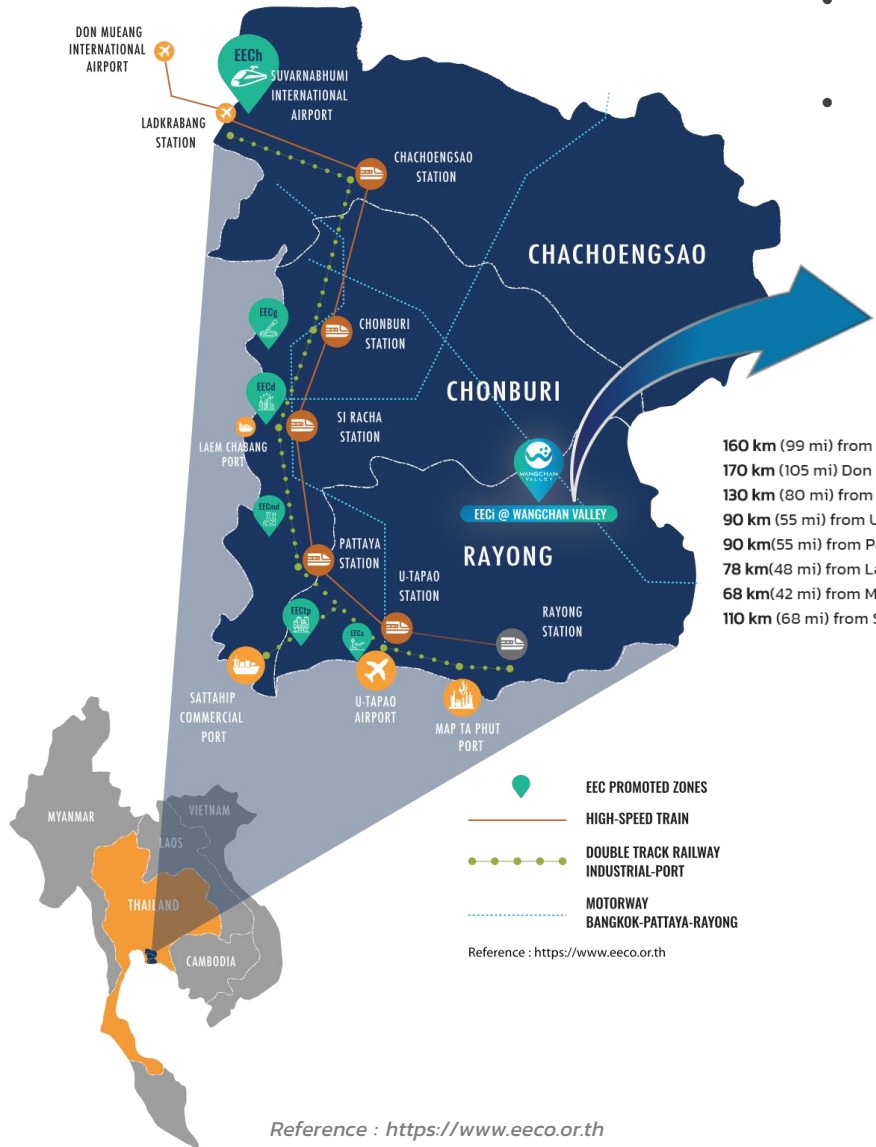 DON MUEANG
INTERNATIONAL
AIRPORT
EECh
SUVARNABHUMI
INTERNATIONAL
AIRPORT
LADKRABANG
STATION
CHACHOENGSAO
STATION
CHACHOENGSAO
EECg
CHONBURI
STATION
CHONBURI
EECd
SI RACHA
STATION
LAEM CHABANG
PORT
WANGCHAN
VALLEY
EECi @ WANGCHAN VALLEY
160 km (99 mi) from
170 km (105 mi) Don
130 km (80 mi) from
90 km (55 mi) from U
90 km(55 mi) from Pa
78 km(48 mi) from La
68 km(42 mi) from M
110 km (68 mi) from S
EECmd
PATTAYA
STATION
RAYONG
U-TAPAO
STATION
RAYONG
STATION
EECtp
EECa
SATTAHIP
COMMERCIAL
PORT
U-TAPAO
AIRPORT
MAP TA PHUT
PORT
EEC PROMOTED ZONES
HIGH-SPEED TRAIN
DOUBLE TRACK RAILWAY
INDUSTRIAL-PORT
MOTORWAY
BANGKOK-PATTAYA-RAYONG
Reference : https://www.eeco.or.th
MYANMAR
VIETNAM
LAOS
THAILAND
CAMBODIA
Reference : https://www.eeco.or.th